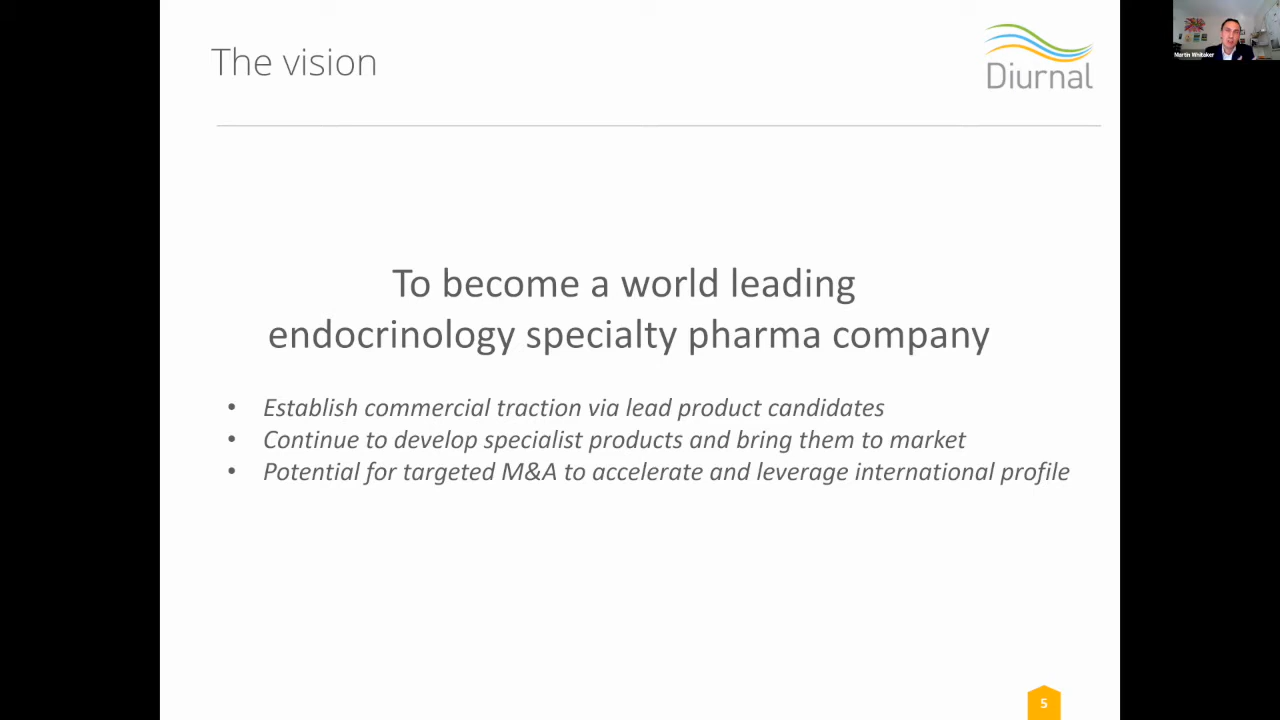 The vision
Diurnal
Martin Whitaker
To become a world leading
endocrinology specialty pharma company
• Establish commercial traction via lead product candidates
• Continue to develop specialist products and bring them to market
• Potential for targeted M&A to accelerate and leverage international profile
5